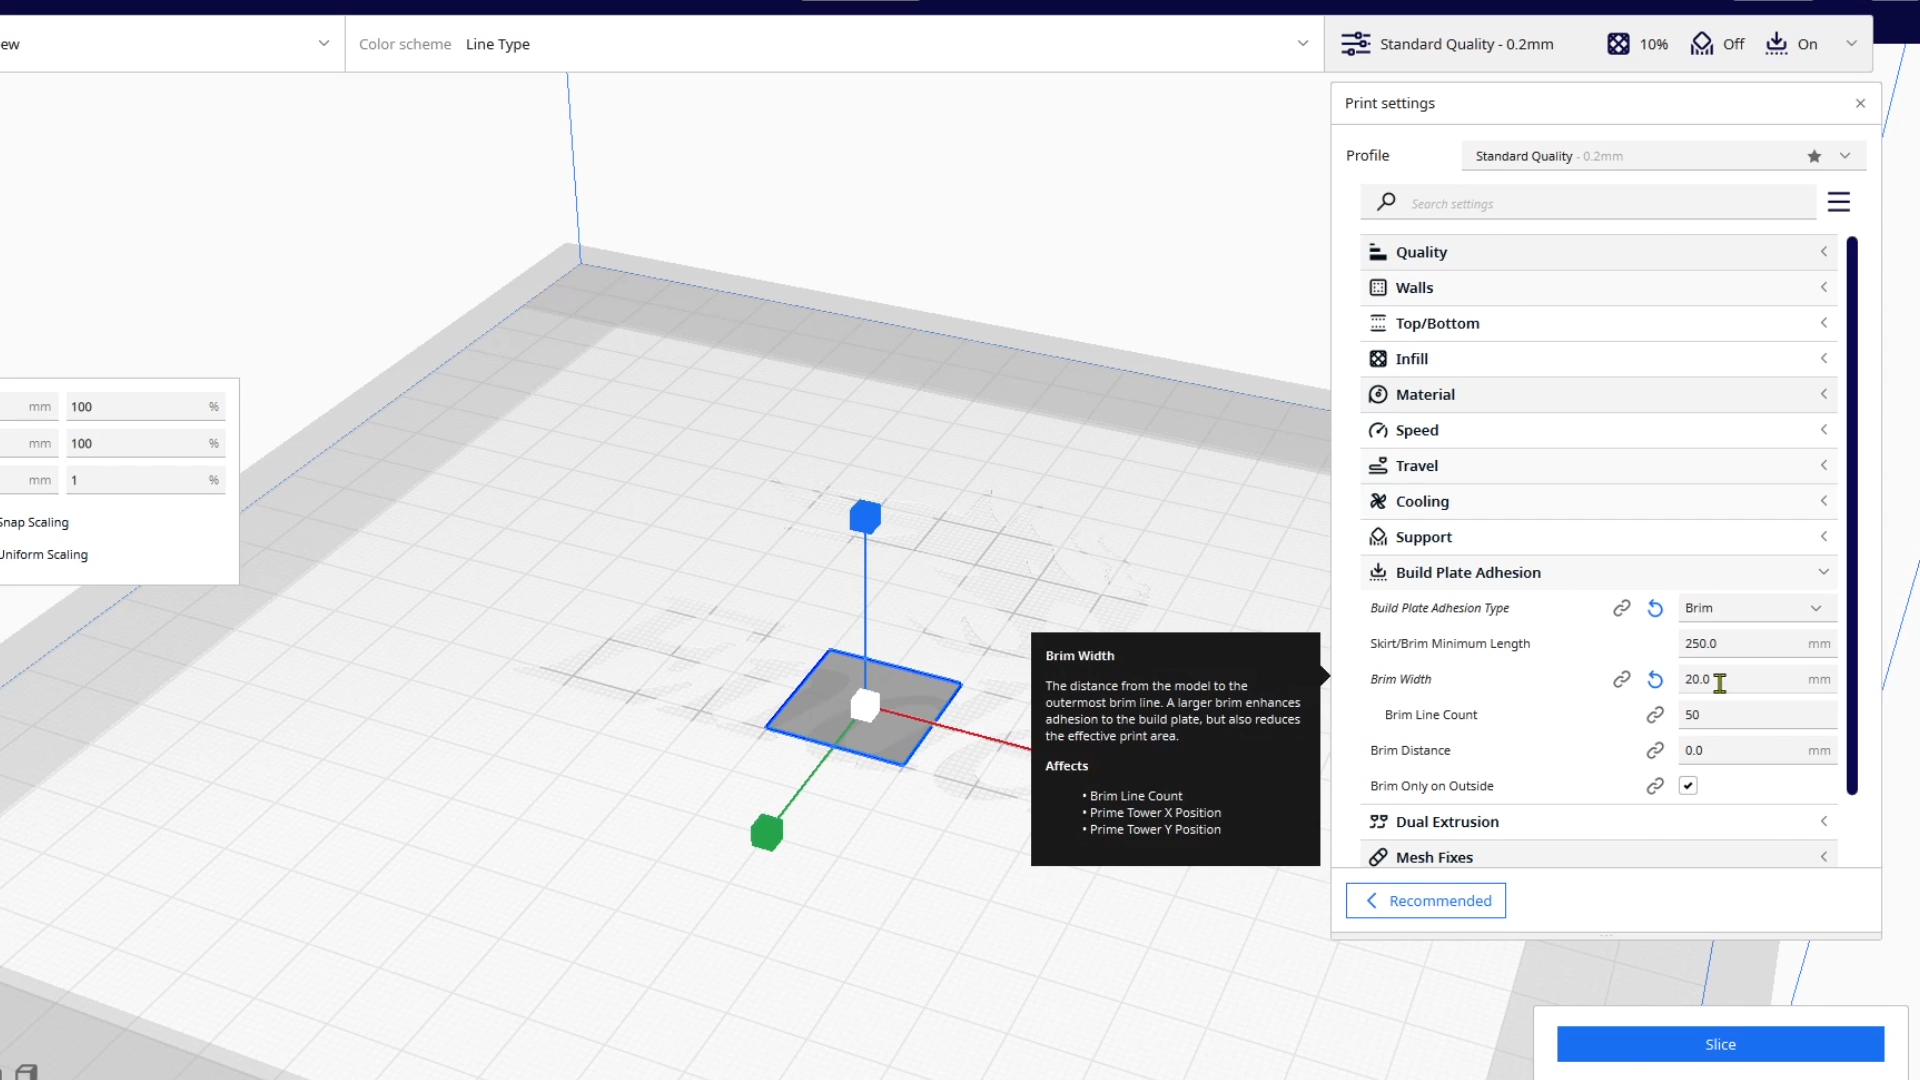 ew
Color scheme Line Type
Standard Quality - 0.2mm 10% Off On
Print settings
Profile Standard Quality - 0.2mm
Search settings
Quality
Walls
Top/Bottom
Infill
Material
Speed
Travel
Cooling
Support
Build Plate Adhesion
Build Plate Adhesion Type Brim
Skirt/Brim Minimum Length 250.0 mm
Brim Width 20.0 mm
Brim Line Count 50
Brim Distance 0.0 mm
Brim Only on Outside
Dual Extrusion
Mesh Fixes
Recommended
Slice
mm 100 %
mm 100 %
mm 1 %
Snap Scaling
Uniform Scaling
Brim Width
The distance from the model to the
outermost brim line. A larger brim enhances
adhesion to the build plate, but also reduces
the effective print area.
Affects
• Brim Line Count
• Prime Tower X Position
• Prime Tower Y Position